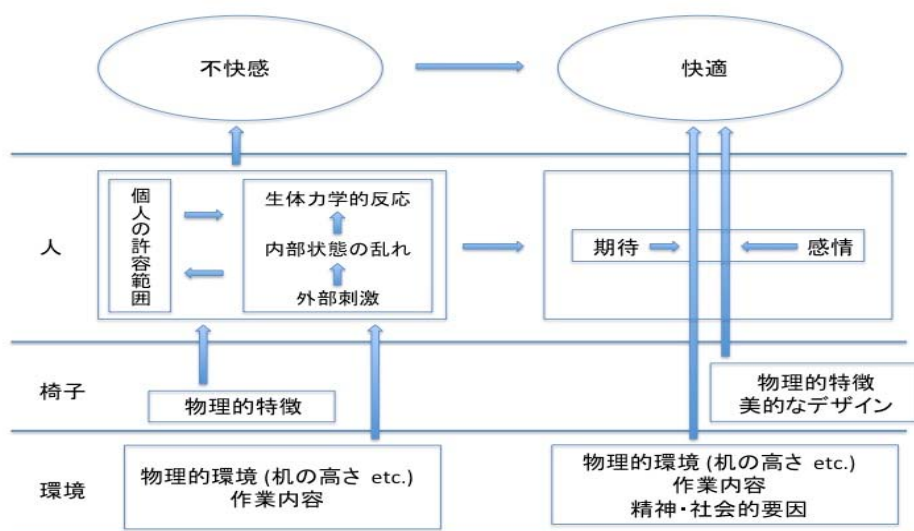 不快感
快適
人
個人の許容範囲
生体力学的反応
内部状態の乱れ
外部刺激
期待
感情
椅子
物理的特徴
物理的特徴
美的なデザイン
環境
物理的環境 (机の高さ etc.)
作業内容
物理的環境 (机の高さ etc.)
作業内容
精神・社会的要因